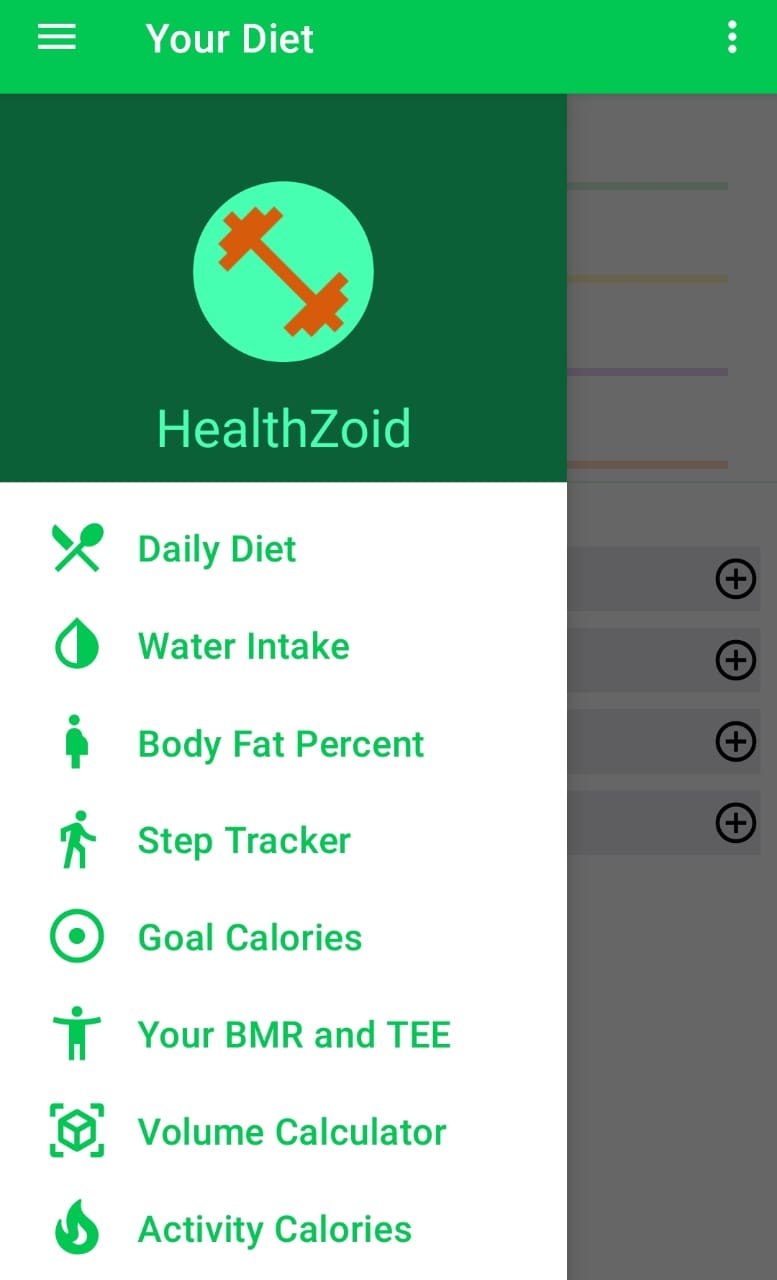 Your Diet
HealthZoid
Daily Diet
Water Intake
Body Fat Percent
Step Tracker
Goal Calories
Your BMR and TEE
Volume Calculator
Activity Calories